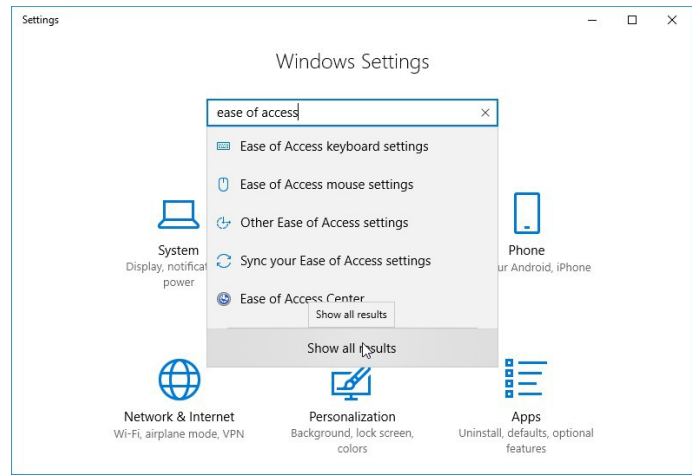 Settings
Windows Settings
ease of access
Ease of Access keyboard settings
Ease of Access mouse settings
Other Ease of Access settings
Sync your Ease of Access settings
Ease of Access Center
Show all results
Show all results
System
Display, notificat
power
Phone
ur Android, iPhone
Network & Internet
Wi-Fi, airplane mode, VPN
Personalization
Background, lock screen,
colors
Apps
Uninstall, defaults, optional
features